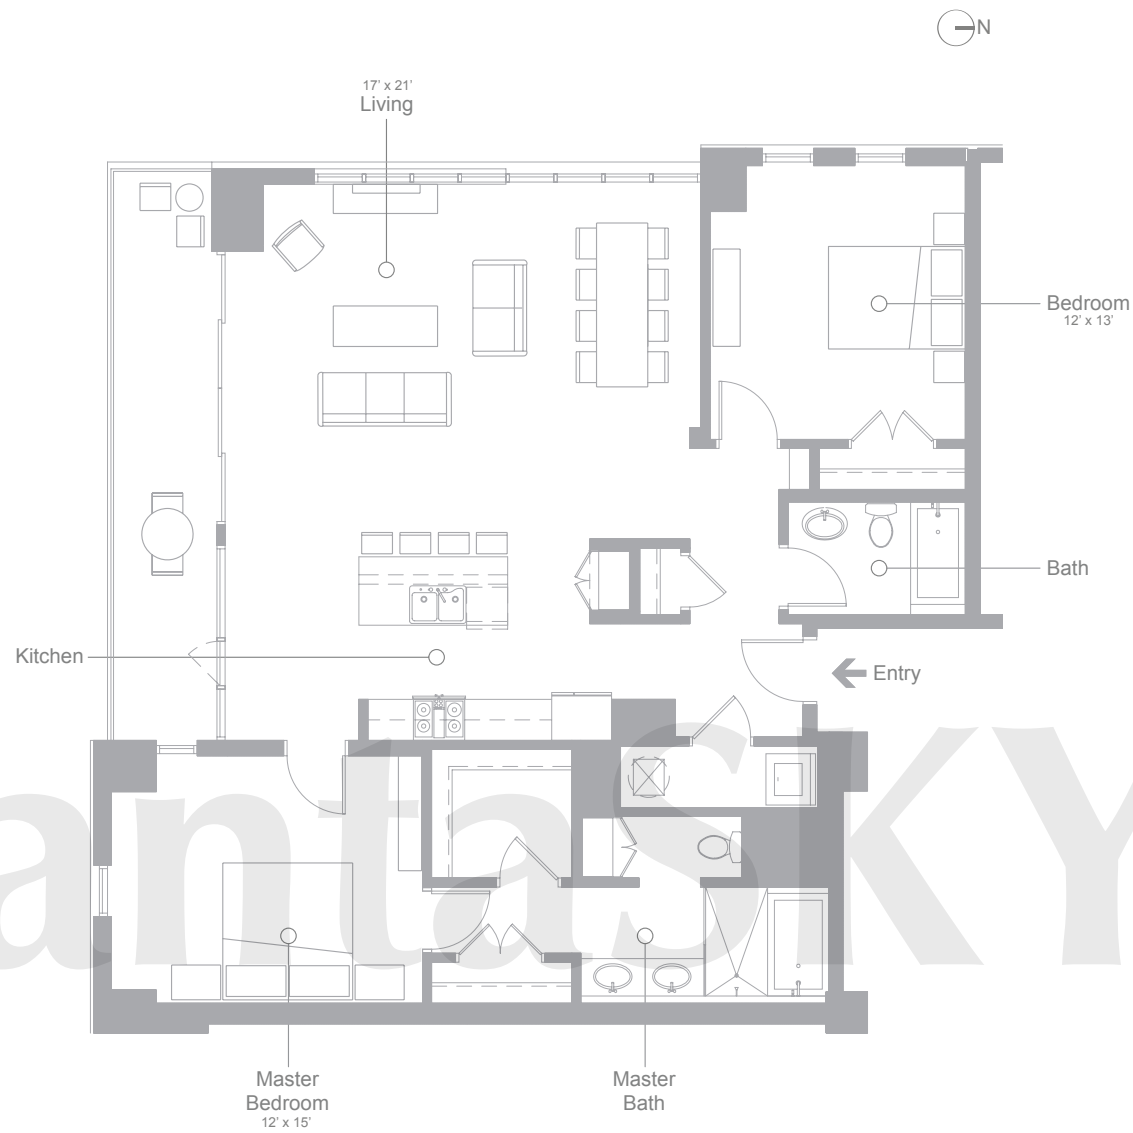 N
17' x 21'
Living
Bedroom
12' x 13'
Bath
Kitchen
Entry
antaSKY
Master
Bedroom
12' x 15'
Master
Bath